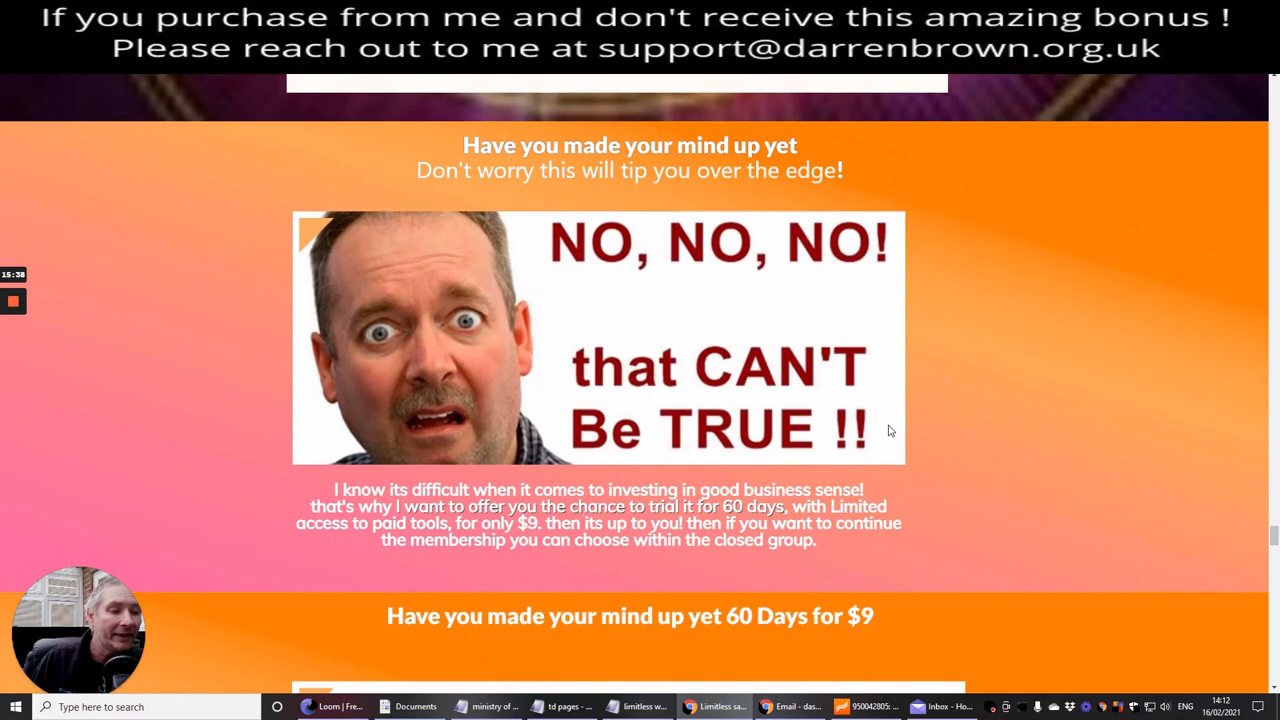 If you purchase from me and don't receive this amazing bonus !
Please reach out to me at support@darrenbrown.org.uk
Have you made your mind up yet
Don't worry this will tip you over the edge!
NO, NO, NO!
that CAN'T
Be TRUE !!
15:38
I know its difficult when it comes to investing in good business sense!
that's why I want to offer you the chance to trial it for 60 days, with Limited
access to paid tools, for only $9. then its up to you! then if you want to continue
the membership you can choose within the closed group.
Have you made your mind up yet 60 Days for $9
Type here to search
Loom | Fre...
Documents
ministry of ...
td pages - ...
limitless w...
Limitless sa...
Email - das...
950042805: ...
Inbox - Ho...
ENG
14:12
16/02/2021